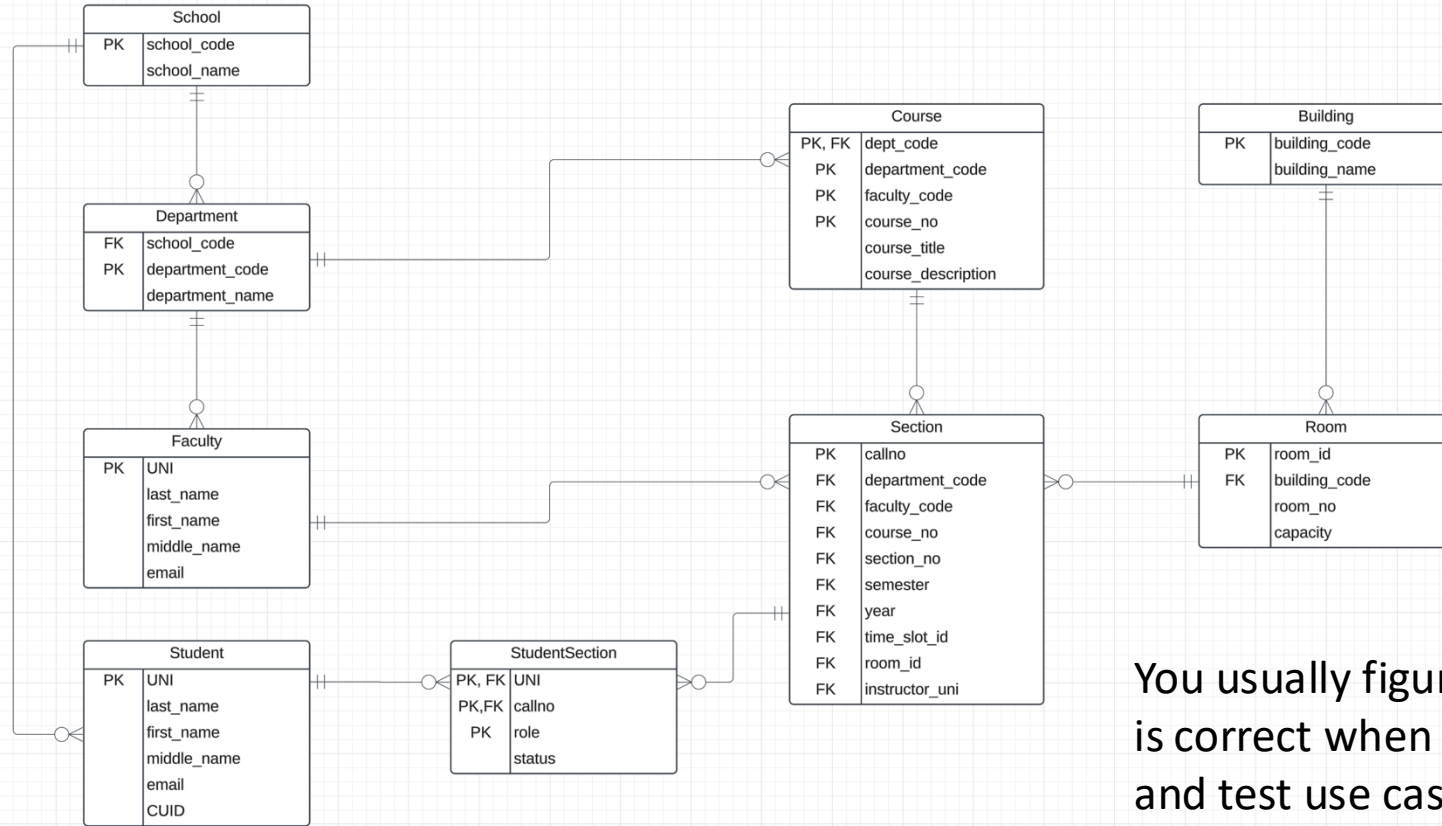 School
PK school_code
school_name
Department
FK school_code
PK department_code
department_name
Faculty
PK UNI
last_name
first_name
middle_name
email
Student
PK UNI
last_name
first_name
middle_name
email
CUID
StudentSection
PK, FK UNI
PK,FK callno
PK role
status
Course
PK, FK dept_code
PK department_code
PK faculty_code
PK course_no
course_title
course_description
Section
PK callno
FK department_code
FK faculty_code
FK course_no
FK section_no
FK semester
FK year
FK time_slot_id
FK room_id
FK instructor_uni
Building
PK building_code
building_name
Room
PK room_id
FK building_code
room_no
capacity
You usually
is correct when
and test use